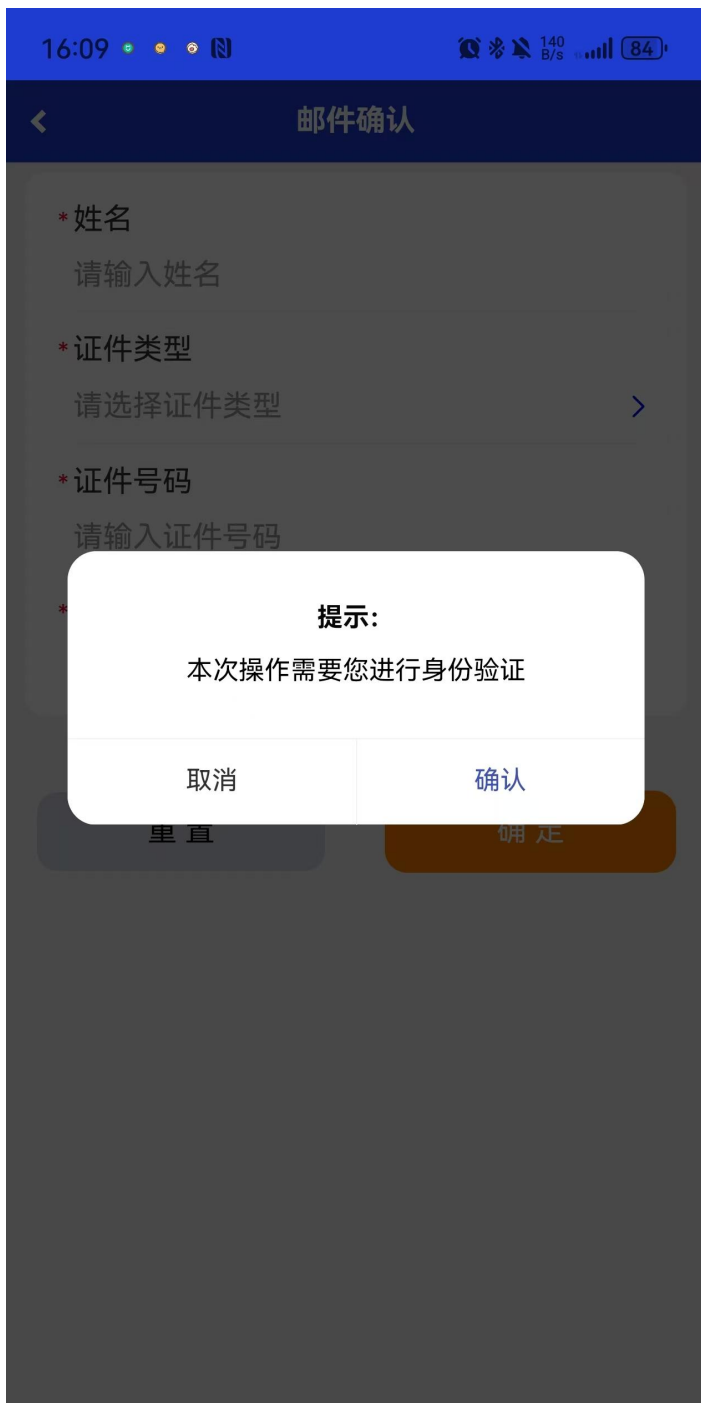 16:09
140
B/s
84
邮件确认
*姓名
请输入姓名
*证件类型
请选择证件类型
*证件号码
请输入证件号码
*
提示:
本次操作需要您进行身份验证
取消
确认
重置
确定